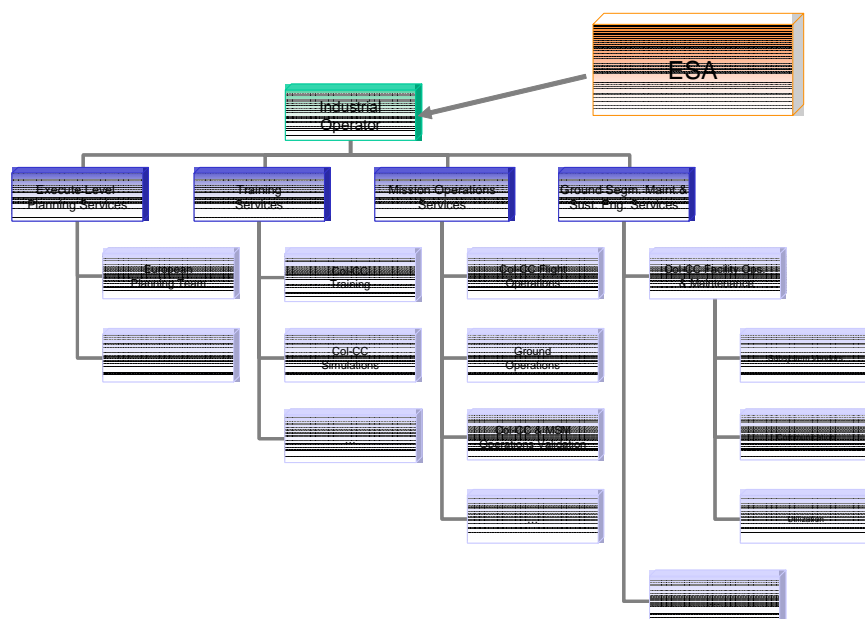 ESA
Industrial
Operator
Execute Level
Planning Services
Training
Services
Mission Operations
Services
Ground Segm. Maint.&
Sust. Eng. Services
European
Planning Team
Col-CC
Training
Col-CC Flight
Operations
Col-CC Facility Ops.
& Maintenance
Col-CC
Simulations
Ground
Operations
...
Col-CC & MSM
Operations Validation
...
Utilization